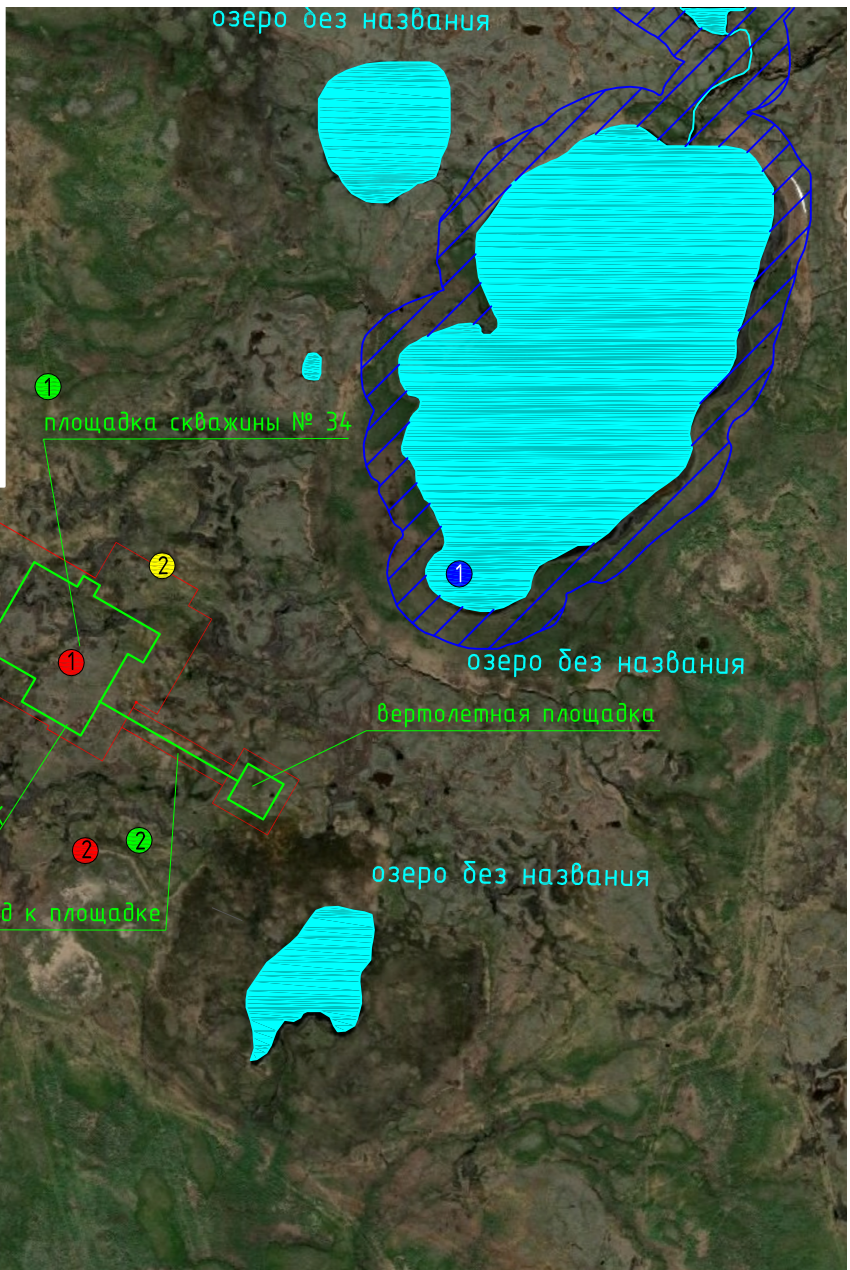 озеро без названия
1
площадка скважины № 34
2
1
1
озеро без названия
вертолетная площадка
2
2
озеро без названия
д к площадке